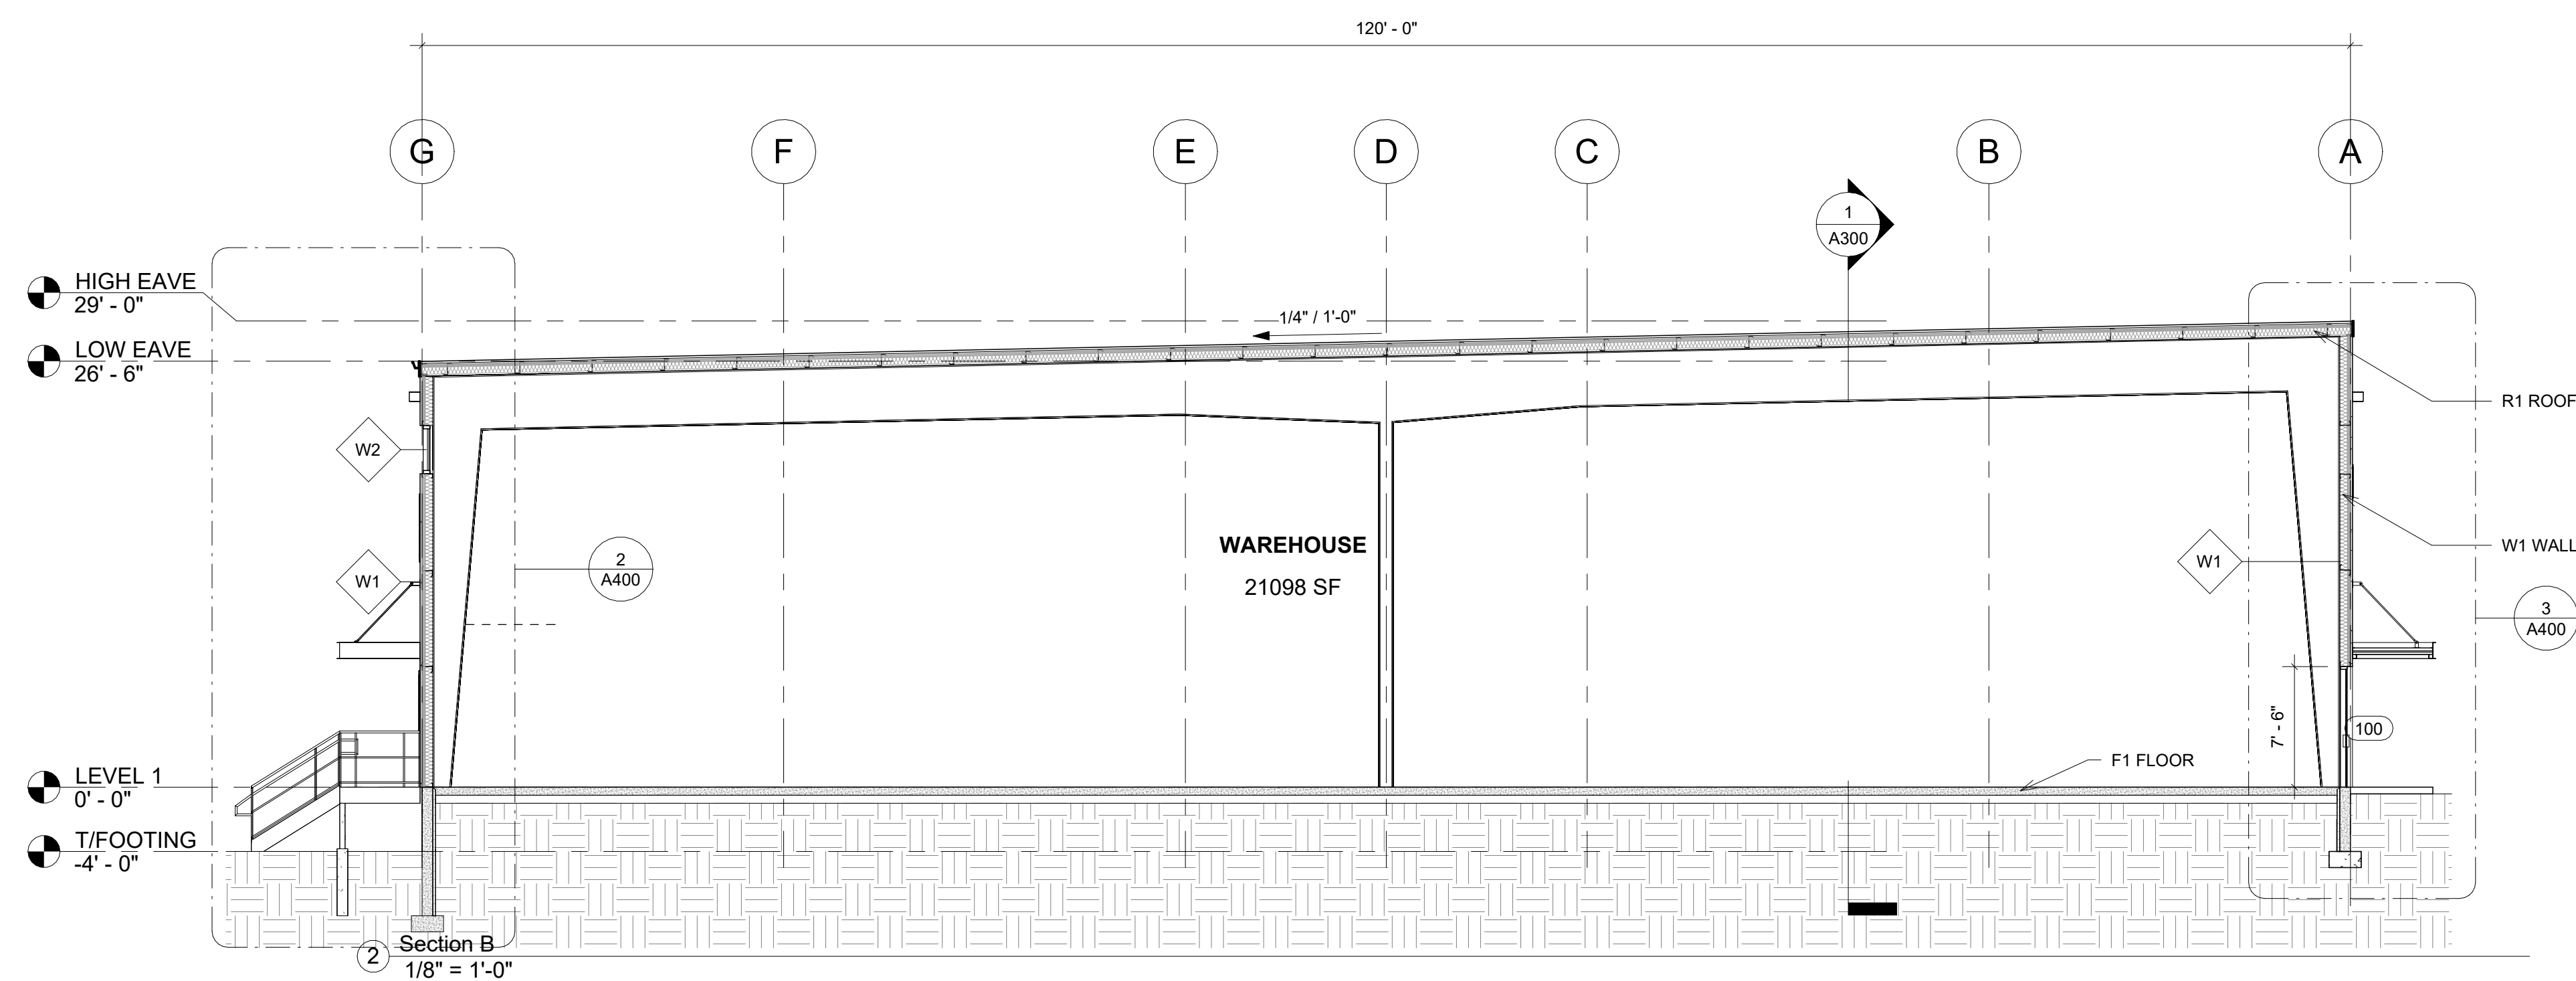 120' - 0"
G
F
E
D
C
B
A
1
A300
HIGH EAVE
29' - 0"
1/4" / 1'-0"
LOW EAVE
26' - 6"
R1 ROOF
W2
WAREHOUSE
21098 SF
W1 WALL
2
A400
W1
W1
3
A400
7' - 6"
100
F1 FLOOR
LEVEL 1
0' - 0"
T/FOOTING
-4' - 0"
2
Section B
1/8" = 1'-0"